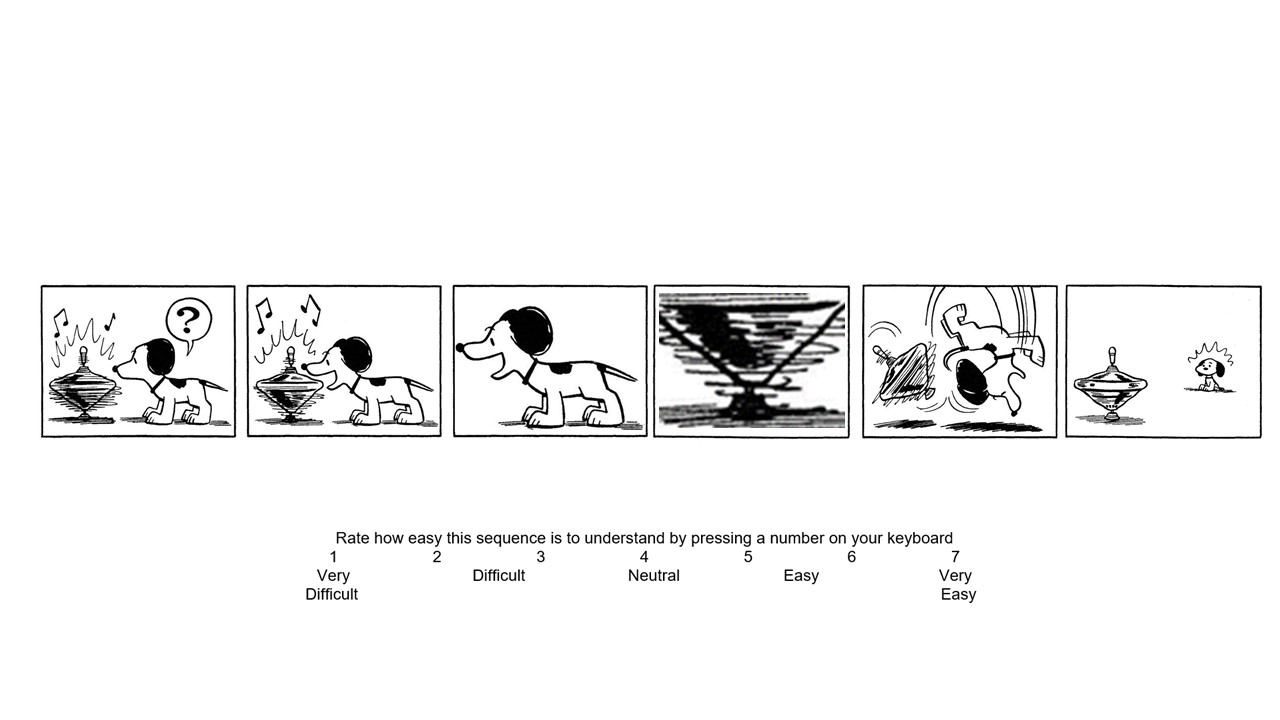 ?
Rate how easy this sequence is to understand by pressing a number on your keyboard
1 2 3 4 5 6 7
Very Difficult Neutral Easy Very
Difficult Easy